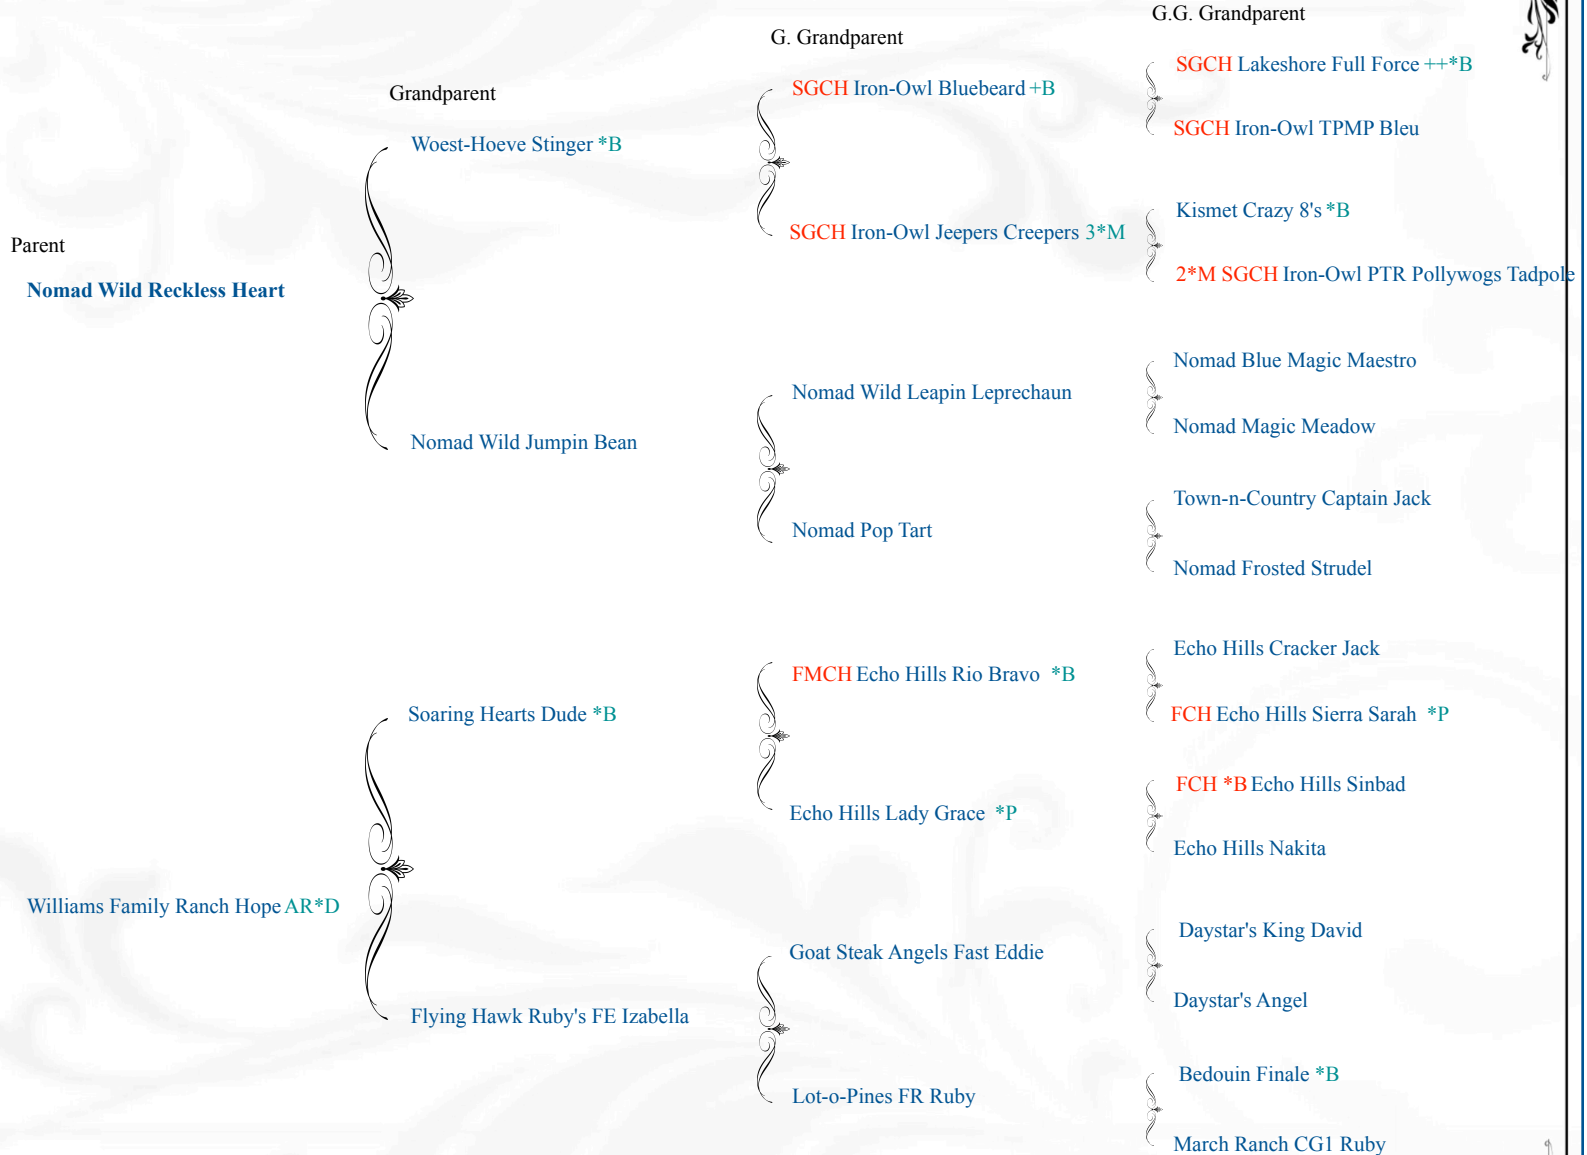 G.G. Grandparent
G. Grandparent
SGCH Lakeshore Full Force ++*B
Grandparent
SGCH Iron-Owl Bluebeard +B
SGCH Iron-Owl TPMP Bleu
Woest-Hoeve Stinger *B
Kismet Crazy 8's *B
SGCH Iron-Owl Jeepers Creepers 3*M
Parent
2*M SGCH Iron-Owl PTR Pollywogs Tadpole
Nomad Wild Reckless Heart
Nomad Blue Magic Maestro
Nomad Wild Leapin Leprechaun
Nomad Magic Meadow
Nomad Wild Jumpin Bean
Town-n-Country Captain Jack
Nomad Pop Tart
Nomad Frosted Strudel
Echo Hills Cracker Jack
FMCH Echo Hills Rio Bravo *B
Soaring Hearts Dude *B
FCH Echo Hills Sierra Sarah *P
FCH *B Echo Hills Sinbad
Echo Hills Lady Grace *P
Echo Hills Nakita
Williams Family Ranch Hope AR*D
Daystar's King David
Goat Steak Angels Fast Eddie
Daystar's Angel
Flying Hawk Ruby's FE Izabella
Bedouin Finale *B
Lot-o-Pines FR Ruby
March Ranch CG1 Ruby